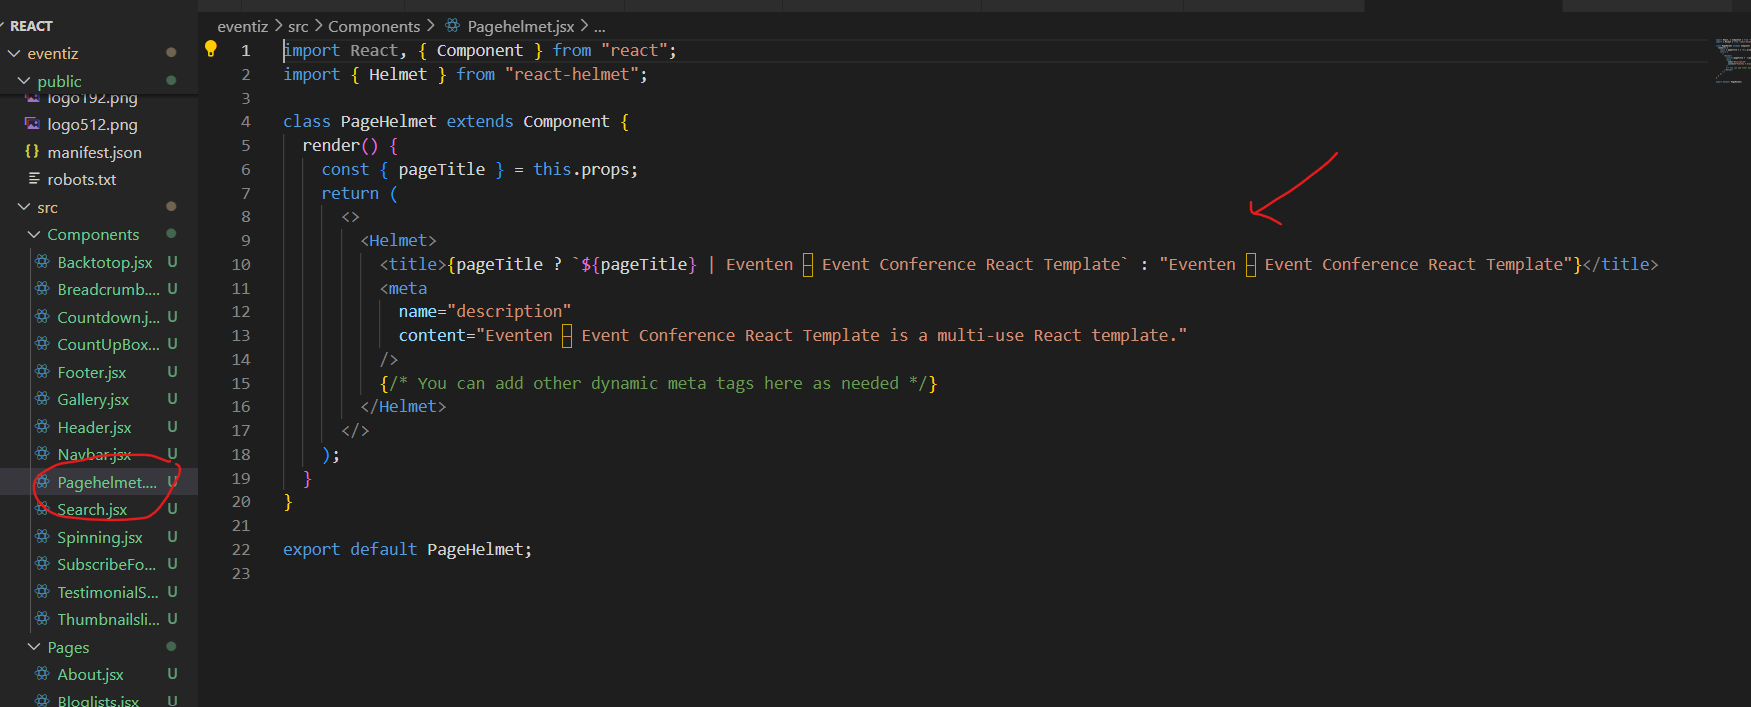 REACT
eventiz
public
logo192.png
logo512.png
manifest.json
robots.txt
src
Components
Backtotop.jsx U
Breadcrumb.... U
Countdown.j... U
CountUpBox... U
Footer.jsx U
Gallery.jsx U
Header.jsx U
Navbar.jsx U
Pagehelmet.... U
Search.jsx U
Spinning.jsx U
SubscribeFo... U
TestimonialS... U
Thumbnailsli... U
Pages
About.jsx U
Bloglists.jsx U
eventiz > src > Components > Pagehelmet.jsx > ...
1 import React, { Component } from "react";
2 import { Helmet } from "react-helmet";
3
4 class PageHelmet extends Component {
5 render() {
6 const { pageTitle } = this.props;
7 return (
8 <>
9 <Helmet>
10 <title>{pageTitle ? `${pageTitle} | Eventen – Event Conference React Template` : "Eventen – Event Conference React Template"}</title>
11 <meta
12 name="description"
13 content="Eventen – Event Conference React Template is a multi-use React template."
14 />
15 {/* You can add other dynamic meta tags here as needed */}
16 </Helmet>
17 </>
18 );
19 }
20 }
21
22 export default PageHelmet;
23